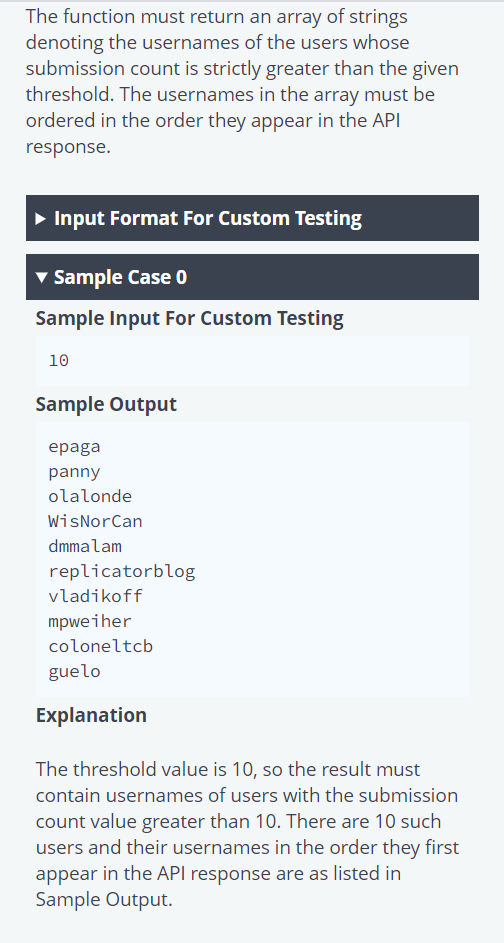 The function must return an array of strings
denoting the usernames of the users whose
submission count is strictly greater than the given
threshold. The usernames in the array must be
ordered in the order they appear in the API
response.
▶ Input Format For Custom Testing
▼ Sample Case 0
Sample Input For Custom Testing
10
Sample Output
epaga
panny
olalonde
WisNorCan
dmmalam
replicatorblog
vladikoff
mpweiher
coloneltcb
guelo
Explanation
The threshold value is 10, so the result must
contain usernames of users with the submission
count value greater than 10. There are 10 such
users and their usernames in the order they first
appear in the API response are as listed in
Sample Output.